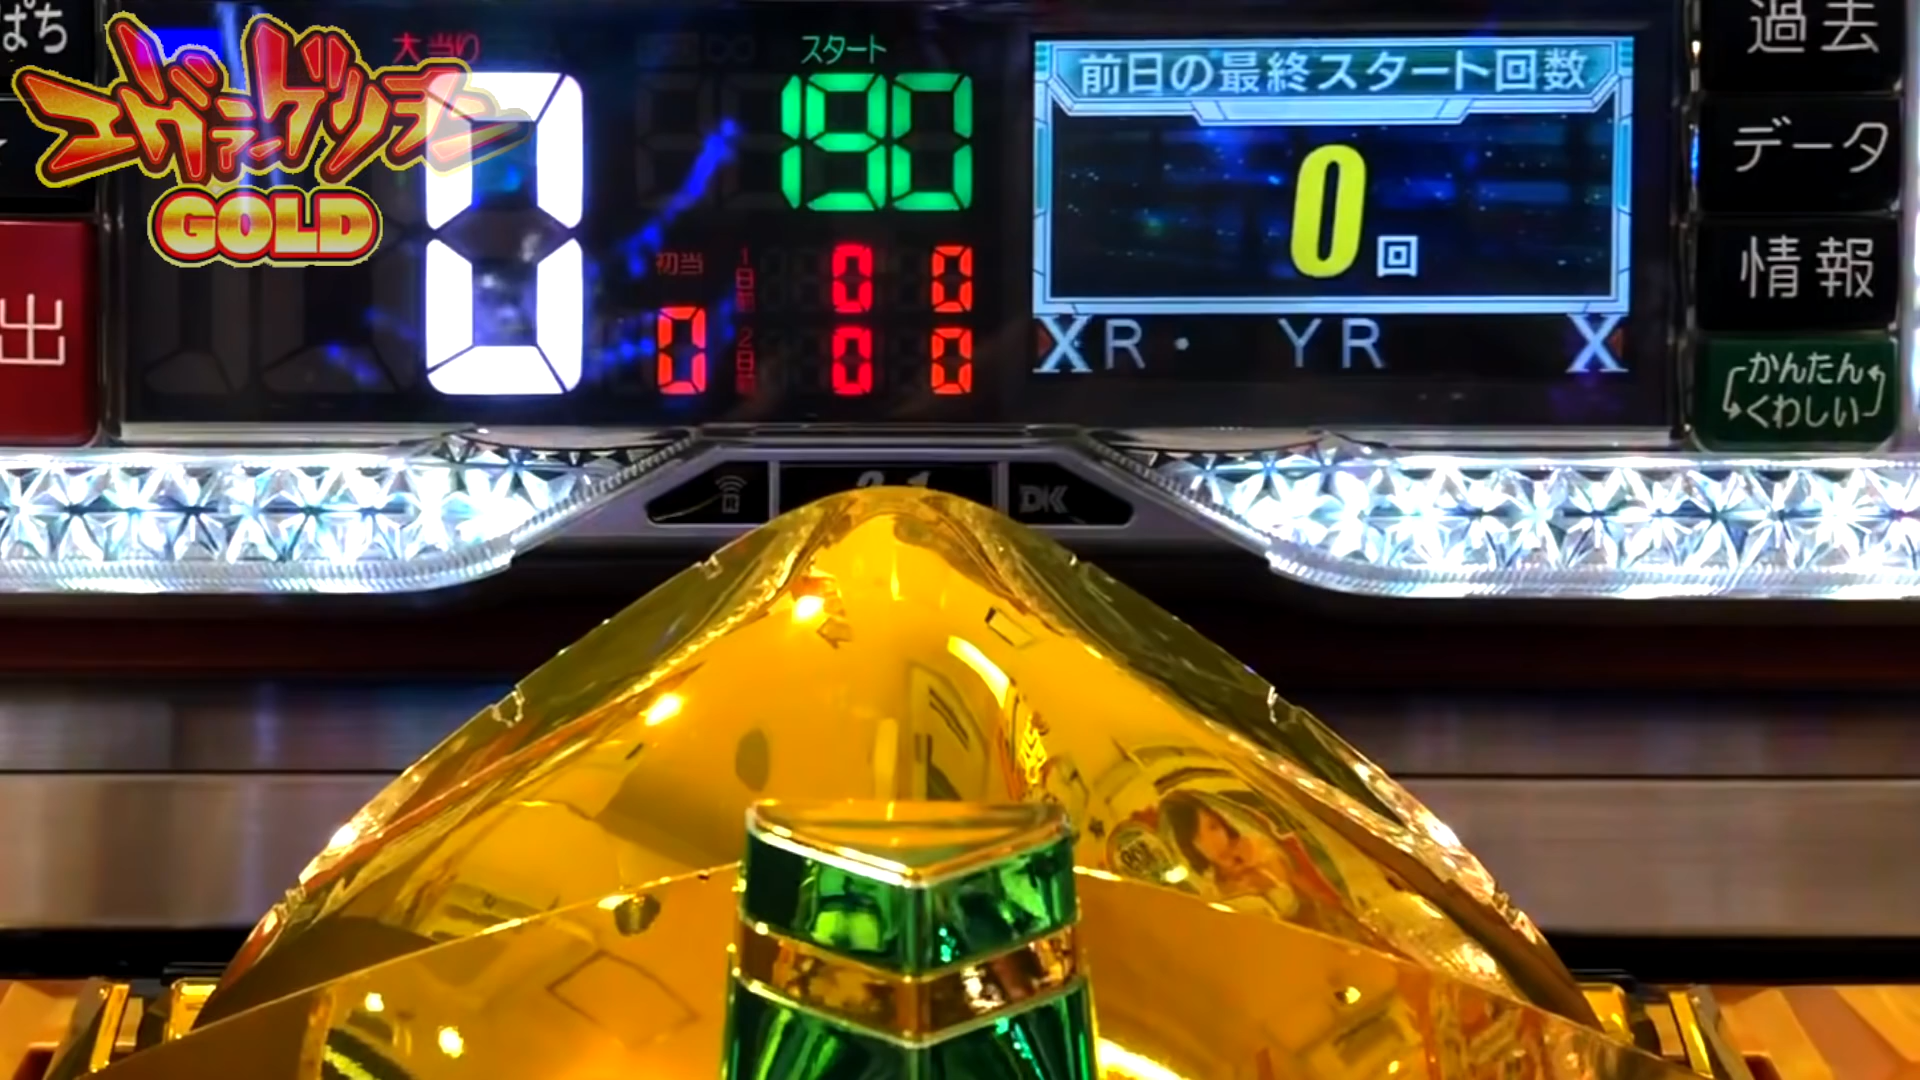 ぱち
エヴァンゲリヲン
GOLD
出
大当り
0
スタート
190
初当
0
1日前
0 0
2日前
0 0
前日の最終スタート回数
0回
XR・ YR X
過去
データ
情報
かんたん
くわしい
DK